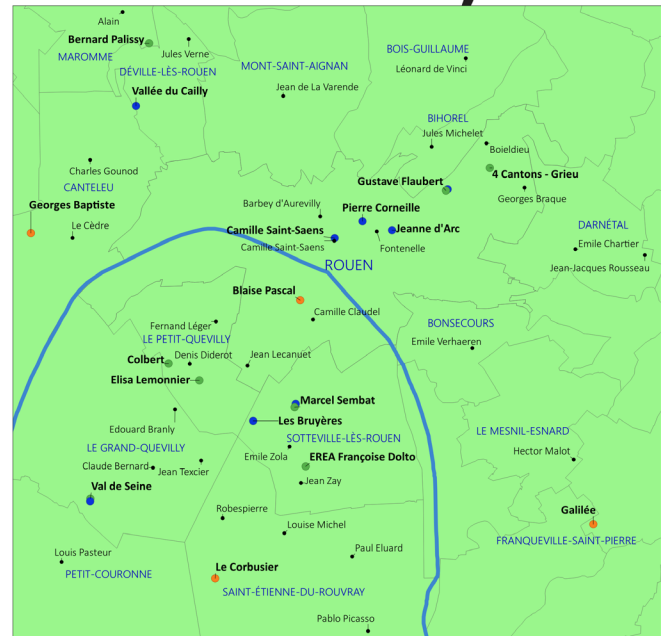 Alain
Bernard Palissy
Jules Verne
MAROMME
BOIS-GUILLAUME
MONT-SAINT-AIGNAN
Léonard de Vinci
DÉVILLE-LÈS-ROUEN
Vallée du Cailly
Jean de La Varende
BIHOREL
Jules Michelet
Boieldieu
Charles Gounod
4 Cantons - Grieu
Gustave Flaubert
CANTELEU
Georges Braque
Georges Baptiste
Barbey d'Aurevilly
Pierre Corneille
Le Cèdre
DARNÉTAL
Camille Saint-Saens
Jeanne d'Arc
Camille Saint-Saens
Fontenelle
Emile Chartier
ROUEN
Jean-Jacques Rousseau
Blaise Pascal
Camille Claudel
Fernand Léger
BONSECOURS
LE PETIT-QUEVILLY
Emile Verhaeren
Colbert
Denis Diderot
Jean Lecanuet
Elisa Lemonnier
Marcel Sembat
Les Bruyères
Edouard Branly
LE MESNIL-ESNARD
SOTTEVILLE-LÈS-ROUEN
LE GRAND-QUEVILLY
Emile Zola
Hector Malot
Claude Bernard
Jean Texcier
EREA Françoise Dolto
Jean Zay
Val de Seine
Robespierre
Galilée
Louise Michel
FRANQUEVILLE-SAINT-PIERRE
Louis Pasteur
Paul Eluard
PETIT-COURONNE
Le Corbusier
SAINT-ÉTIENNE-DU-ROUVRAY
Pablo Picasso